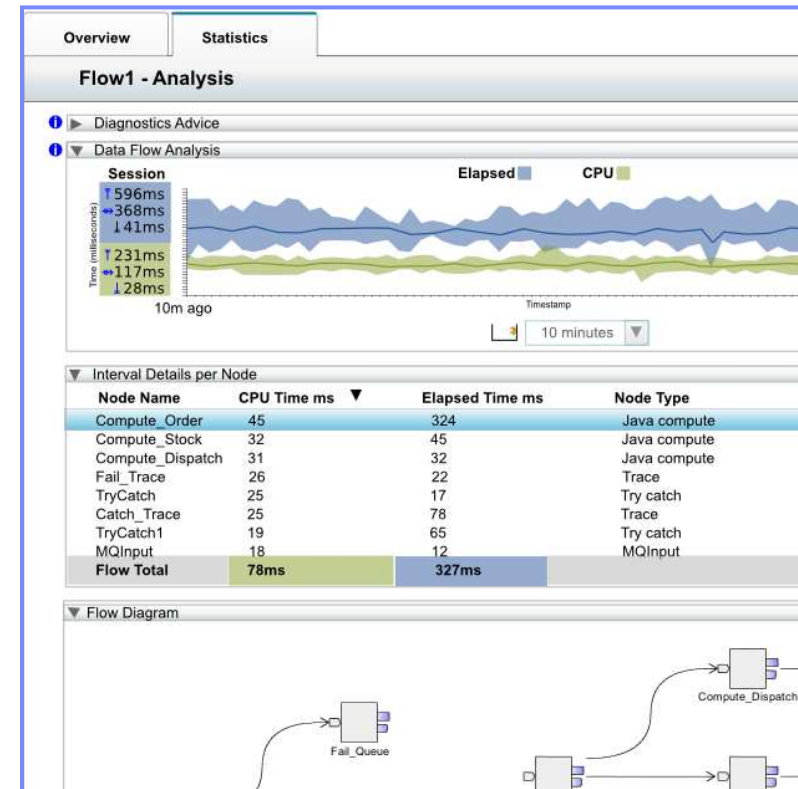 Overview Statistics
Flow1 - Analysis
Diagnostics Advice
Data Flow Analysis
Session Elapsed CPU
596ms
368ms
41ms
231ms
117ms
28ms
Time (milliseconds)
10m ago Timestamp
10 minutes
Interval Details per Node
Node Name CPU Time ms Elapsed Time ms Node Type
Compute_Order 45 324 Java compute
Compute_Stock 32 45 Java compute
Compute_Dispatch 31 32 Java compute
Fail_Trace 26 22 Trace
TryCatch 25 17 Try catch
Catch_Trace 25 78 Trace
TryCatch1 19 65 Try catch
MQInput 18 12 MQInput
Flow Total 78ms 327ms
Flow Diagram
Compute_Dispatch
Fail_Queue